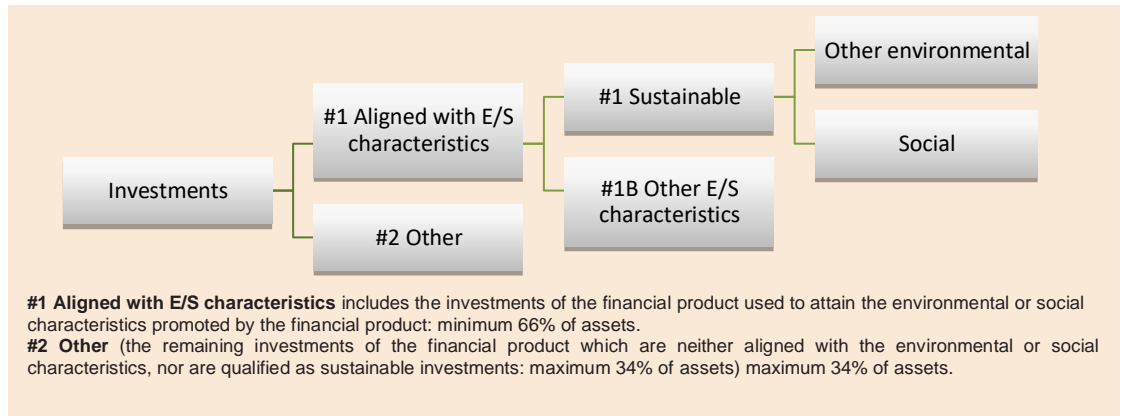 Other environmental
#1 Sustainable
#1 Aligned with E/S
characteristics
Social
Investments
#1B Other E/S
characteristics
#2 Other
#1 Aligned with E/S characteristics includes the investments of the financial product used to attain the environmental or social
characteristics promoted by the financial product: minimum 66% of assets.
#2 Other (the remaining investments of the financial product which are neither aligned with the environmental or social
characteristics, nor are qualified as sustainable investments: maximum 34% of assets) maximum 34% of assets.